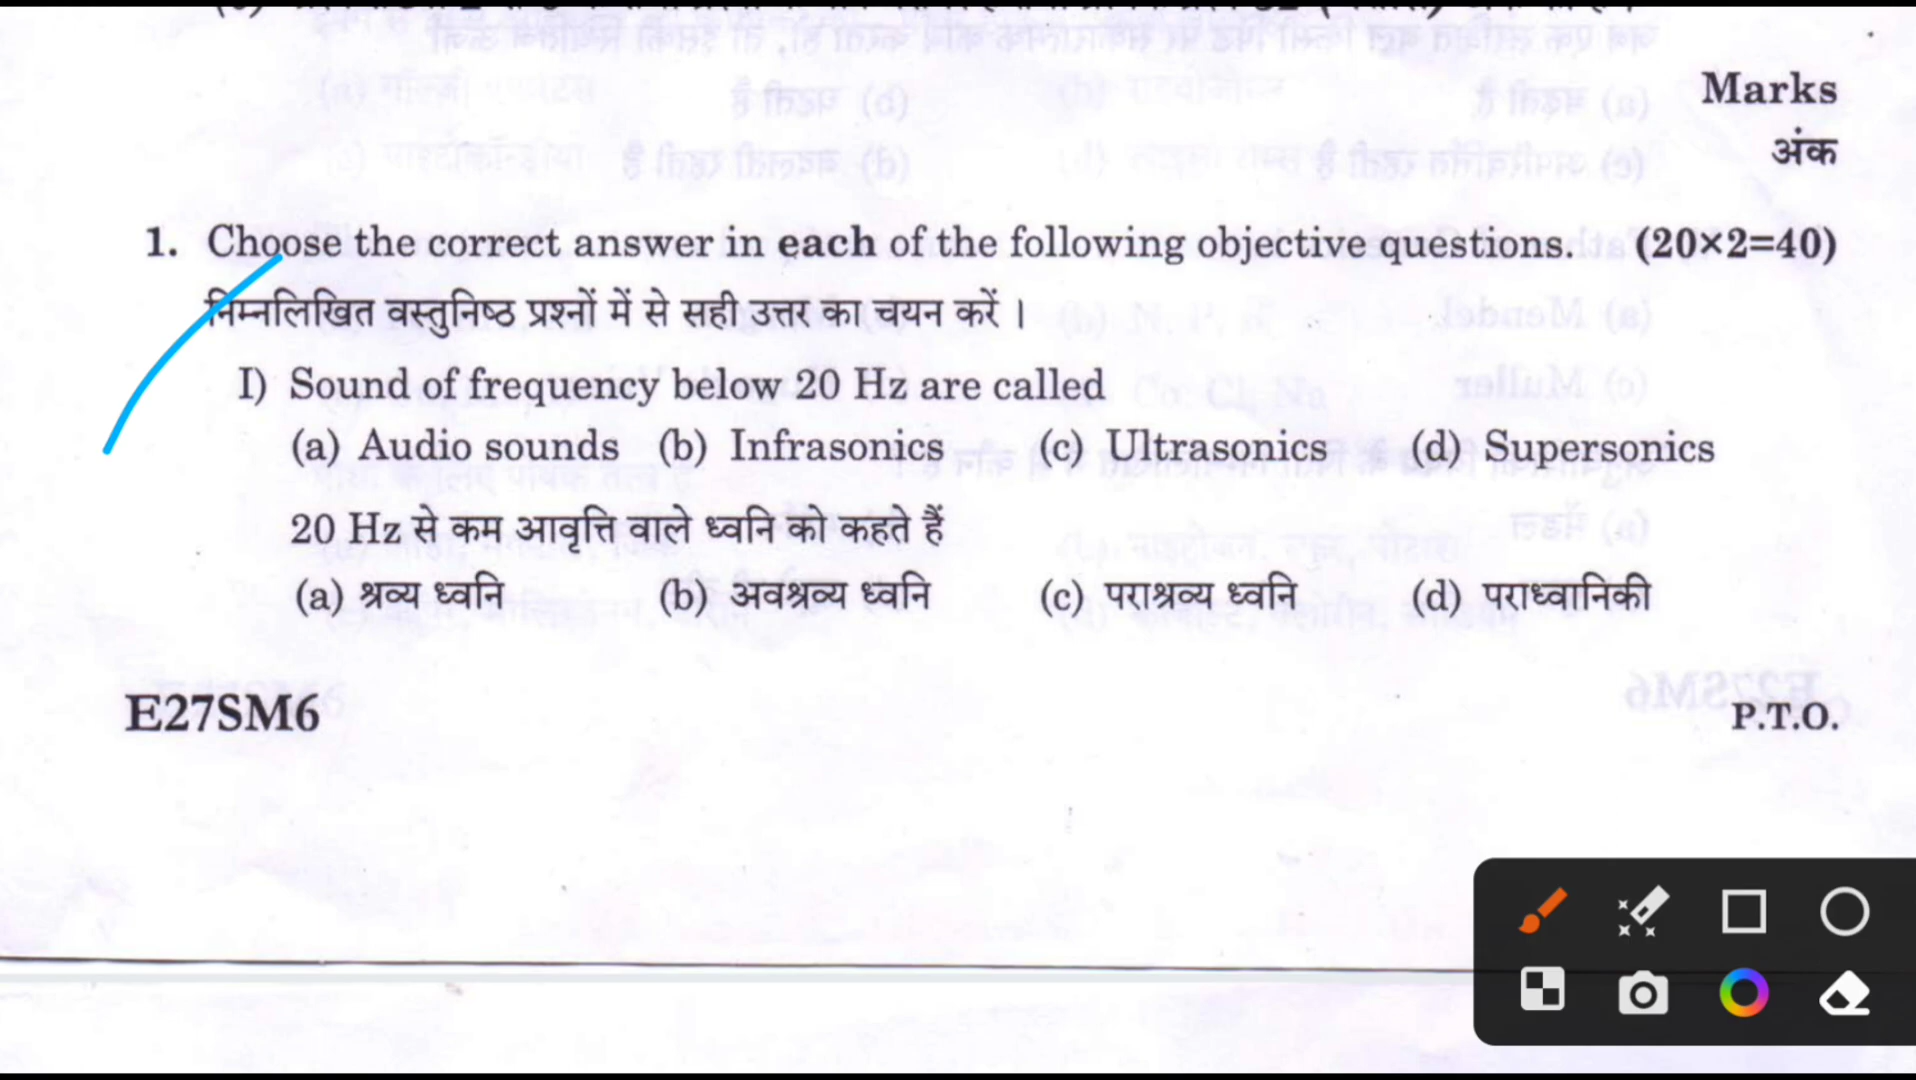 Marks
अंक
1. Choose the correct answer in each of the following objective questions. (20×2=40)
निम्नलिखित वस्तुनिष्ठ प्रश्नों में से सही उत्तर का चयन करें ।
I) Sound of frequency below 20 Hz are called
(a) Audio sounds (b) Infrasonics (c) Ultrasonics (d) Supersonics
20 Hz से कम आवृत्ति वाले ध्वनि को कहते हैं
(a) श्रव्य ध्वनि (b) अवश्रव्य ध्वनि (c) पराश्रव्य ध्वनि (d) पराध्वानिकी
E27SM6 P.T.O.